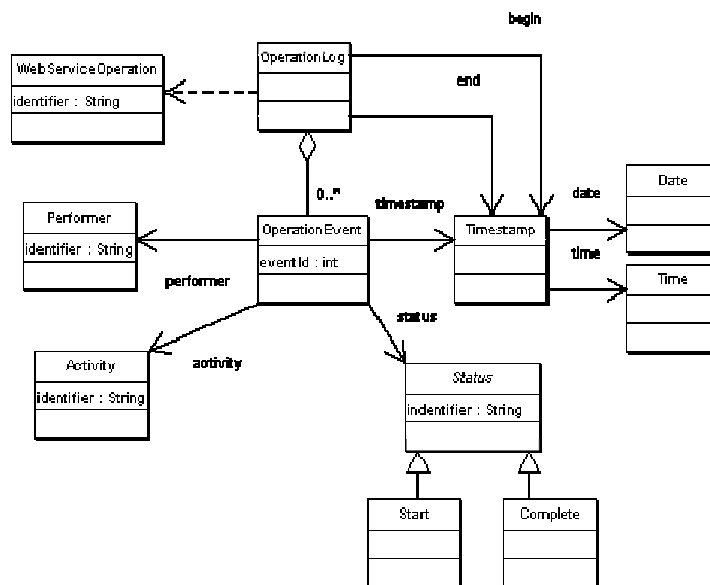 begin
OperationLog
WebServiceOperation
identifier : String
end
0..*
timestamp
date
Date
Performer
identifier : String
OperationEvent
eventId : int
Timestamp
time
Time
performer
status
activity
Activity
identifier : String
Status
indentifier : String
Start
Complete